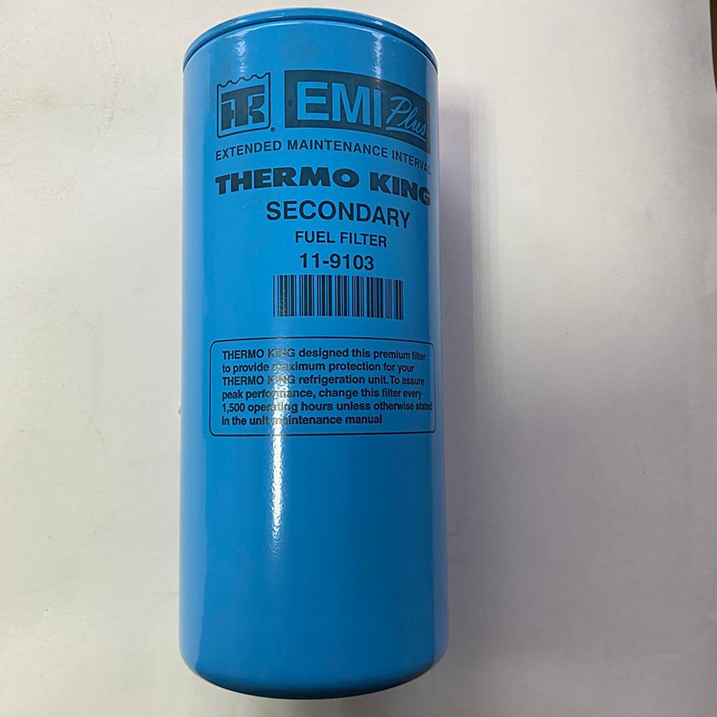 TK
EMI Plus
EXTENDED MAINTENANCE INTERVAL
THERMO KING
SECONDARY
FUEL FILTER
11-9103
THERMO KING designed this premium filter
to provide maximum protection for your
THERMO KING refrigeration unit. To assure
peak performance, change this filter every
1,500 operating hours unless otherwise stated
in the unit maintenance manual